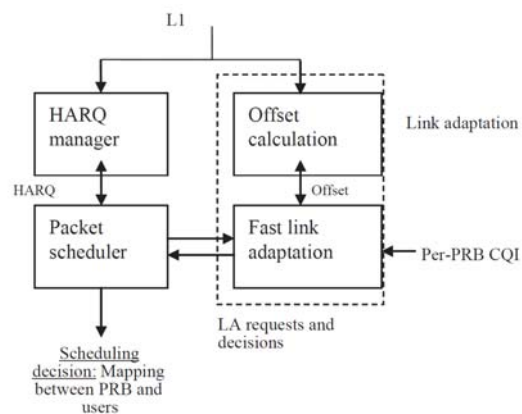 L1
HARQ
manager
Offset
calculation
Link adaptation
HARQ
Offset
Packet
scheduler
Fast link
adaptation
Per-PRB CQI
LA requests and
decisions
Scheduling
decision: Mapping
between PRB and
users